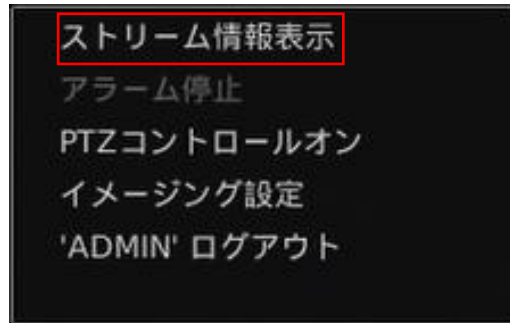 ストリーム情報表示
アラーム停止
PTZコントロールオン
イメージング設定
'ADMIN' ログアウト